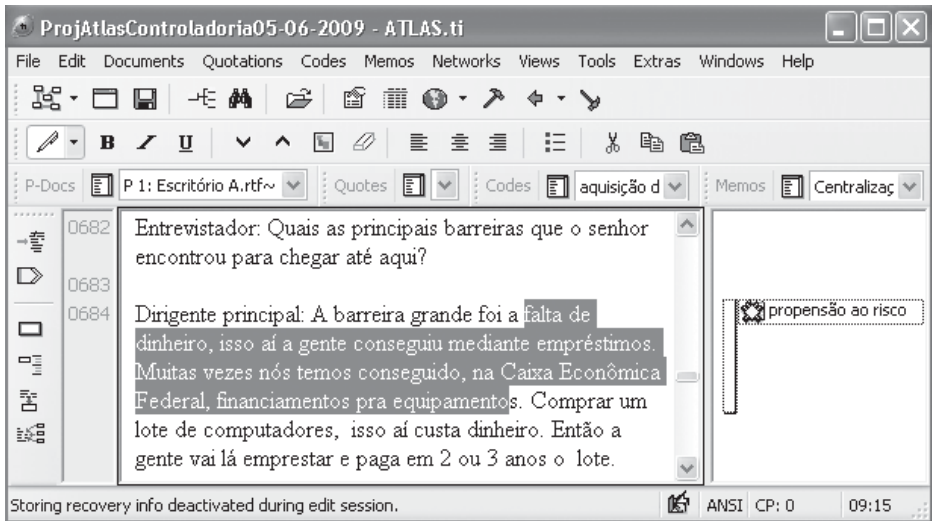 ProjAtlasControladoria05-06-2009 - ATLAS.ti
File Edit Documents Quotations Codes Memos Networks Views Tools Extras Windows Help
B I U
P-Docs P 1: Escritório A.rtf~ Quotes Codes aquisição d Memos Centralizaç
0682 Entrevistador: Quais as principais barreiras que o senhor
encontrou para chegar até aqui?
0683
0684 Dirigente principal: A barreira grande foi a falta de
dinheiro, isso aí a gente conseguiu mediante empréstimos.
Muitas vezes nós temos conseguido, na Caixa Econômica
Federal, financiamentos pra equipamentos. Comprar um
lote de computadores, isso aí custa dinheiro. Então a
gente vai lá emprestar e paga em 2 ou 3 anos o lote.
propensão ao risco
Storing recovery info deactivated during edit session. ANSI CP: 0 09:15